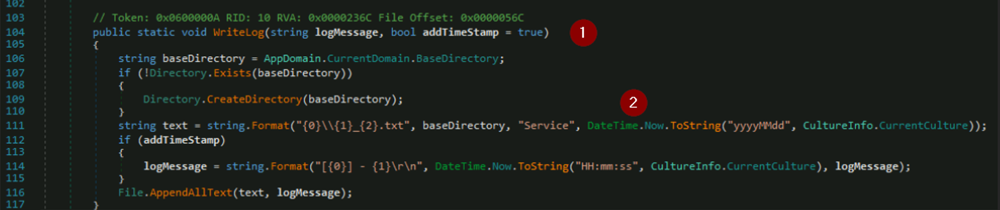 102
103 // Token: 0x0600000A RID: 10 RVA: 0x0000236C File Offset: 0x0000056C
104 public static void WriteLog(string logMessage, bool addTimeStamp = true) 1
105 {
106 string baseDirectory = AppDomain.CurrentDomain.BaseDirectory;
107 if (!Directory.Exists(baseDirectory))
108 {
109 Directory.CreateDirectory(baseDirectory); 2
110 }
111 string text = string.Format("{0}\\{1}_{2}.txt", baseDirectory, "Service", DateTime.Now.ToString("yyyyMMdd", CultureInfo.CurrentCulture));
112 if (addTimeStamp)
113 {
114 logMessage = string.Format("[{0}] - {1}\r\n", DateTime.Now.ToString("HH:mm:ss", CultureInfo.CurrentCulture), logMessage);
115 }
116 File.AppendAllText(text, logMessage);
117 }